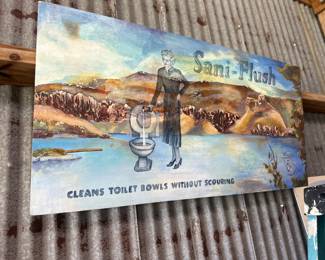 Sani-Flush
CLEANS TOILET BOWLS WITHOUT SCOURING